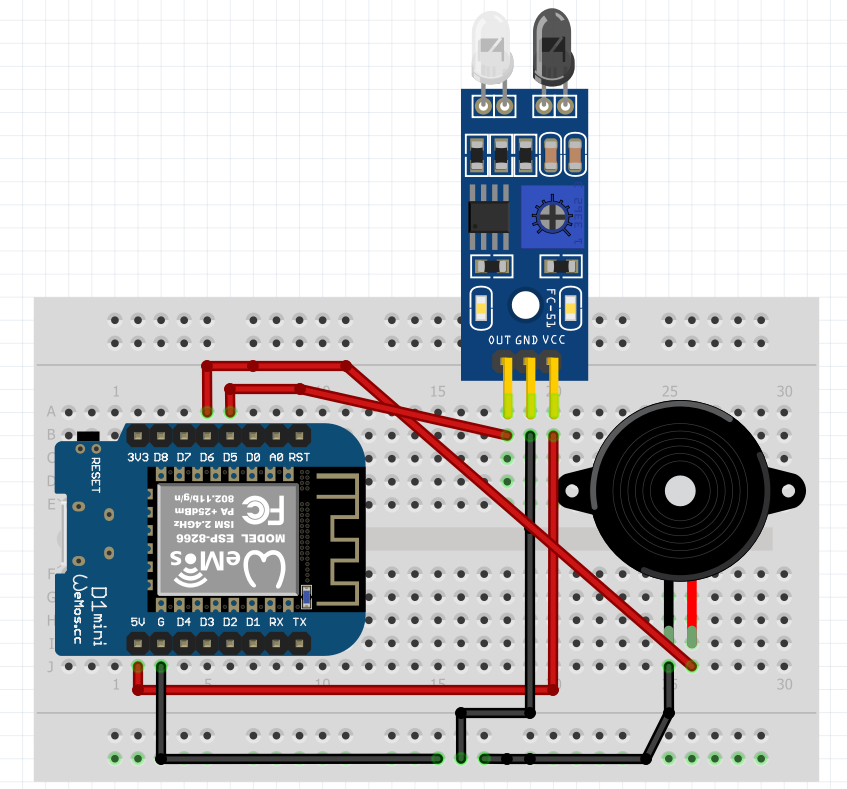 FC-51
OUT GND VCC
1 15 20 25 30
A
B
C
D
E
3V3 D8 D7 D6 D5 D0 A0 RST
RESET
802.11b/g/n
PA +25dBm
ISM 2.4GHz
MODEL ESP-8266
FC
WeMos
D1 mini
WeMos.cc
F
G
H
I
J
5V G D4 D3 D2 D1 RX TX
1 5 10 15 20 25 30